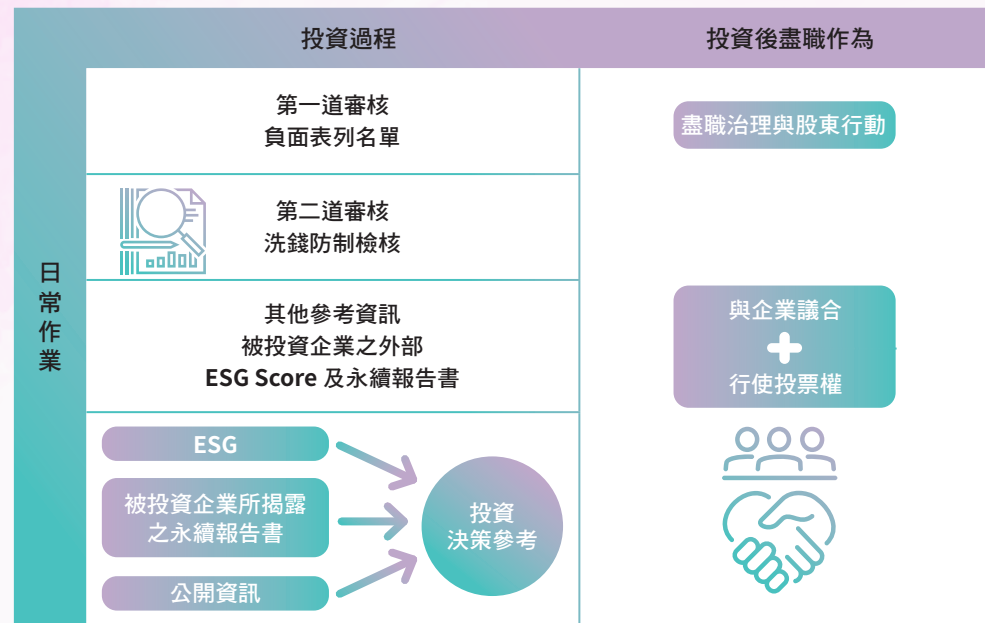 投資過程
投資後盡職作為
日常作業
第一道審核
負面表列名單
第二道審核
洗錢防制檢核
其他參考資訊
被投資企業之外部
ESG Score 及永續報告書
ESG
被投資企業所揭露
之永續報告書
公開資訊
投資
決策參考
盡職治理與股東行動
與企業議合
行使投票權